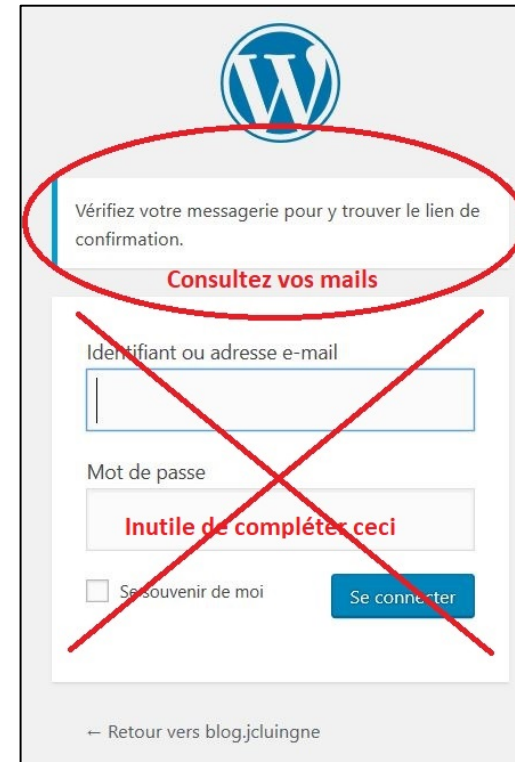 Vérifiez votre messagerie pour y trouver le lien de
confirmation.
Consultez vos mails
Identifiant ou adresse e-mail
Mot de passe
Inutile de compléter ceci
Se souvenir de moi
Se connecter
← Retour vers blog.jcluingne